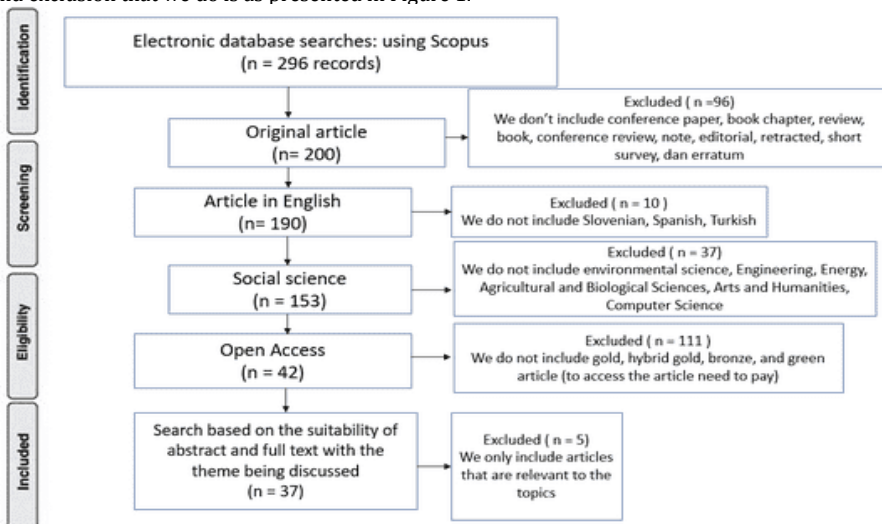 and exclusion that we do is as presented in Figure 1.
Identification
Electronic database searches: using Scopus
(n = 296 records)
Excluded ( n =96)
We don't include conference paper, book chapter, review,
book, conference review, note, editorial, retracted, short
survey, dan erratum
Original article
(n= 200)
Screening
Article in English
(n= 190)
Excluded ( n = 10 )
We do not include Slovenian, Spanish, Turkish
Social science
(n = 153)
Excluded ( n = 37)
We do not include environmental science, Engineering, Energy,
Agricultural and Biological Sciences, Arts and Humanities,
Computer Science
Eligibility
Open Access
(n = 42)
Excluded ( n = 111 )
We do not include gold, hybrid gold, bronze, and green
article (to access the article need to pay)
Included
Search based on the suitability of
abstract and full text with the
theme being discussed
(n = 37)
Excluded ( n = 5)
We only include articles
that are relevant to the
topics